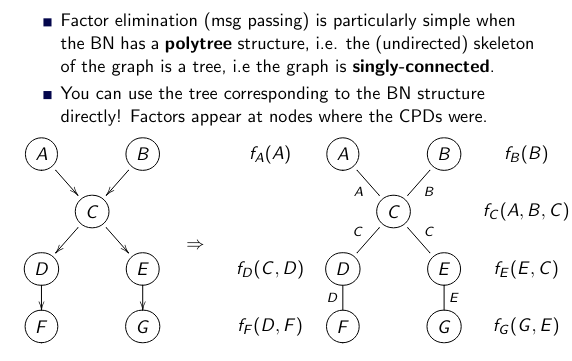 Factor elimination (msg passing) is particularly simple when
the BN has a polytree structure, i.e. the (undirected) skeleton
of the graph is a tree, i.e the graph is singly-connected.
You can use the tree corresponding to the BN structure
directly! Factors appear at nodes where the CPDs were.
A B f_A(A) A B f_B(B)
A B
C C f_C(A, B, C)
C C
⇒
D E f_D(C, D) D E f_E(E, C)
D E
F G f_F(D, F) F G f_G(G, E)